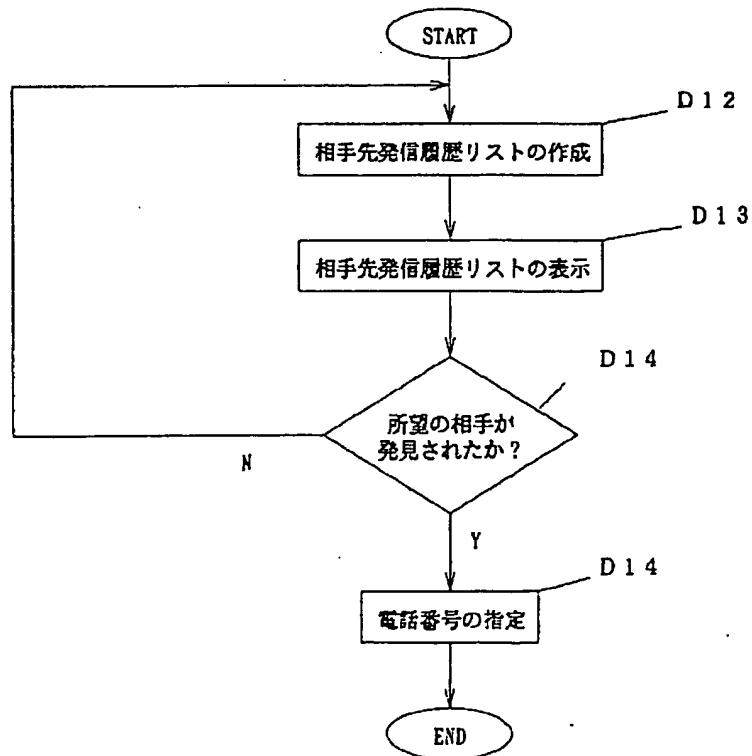 START
D12
相手先発信履歴リストの作成
D13
相手先発信履歴リストの表示
D14
所望の相手が
発見されたか？
N
Y
D14
電話番号の指定
END